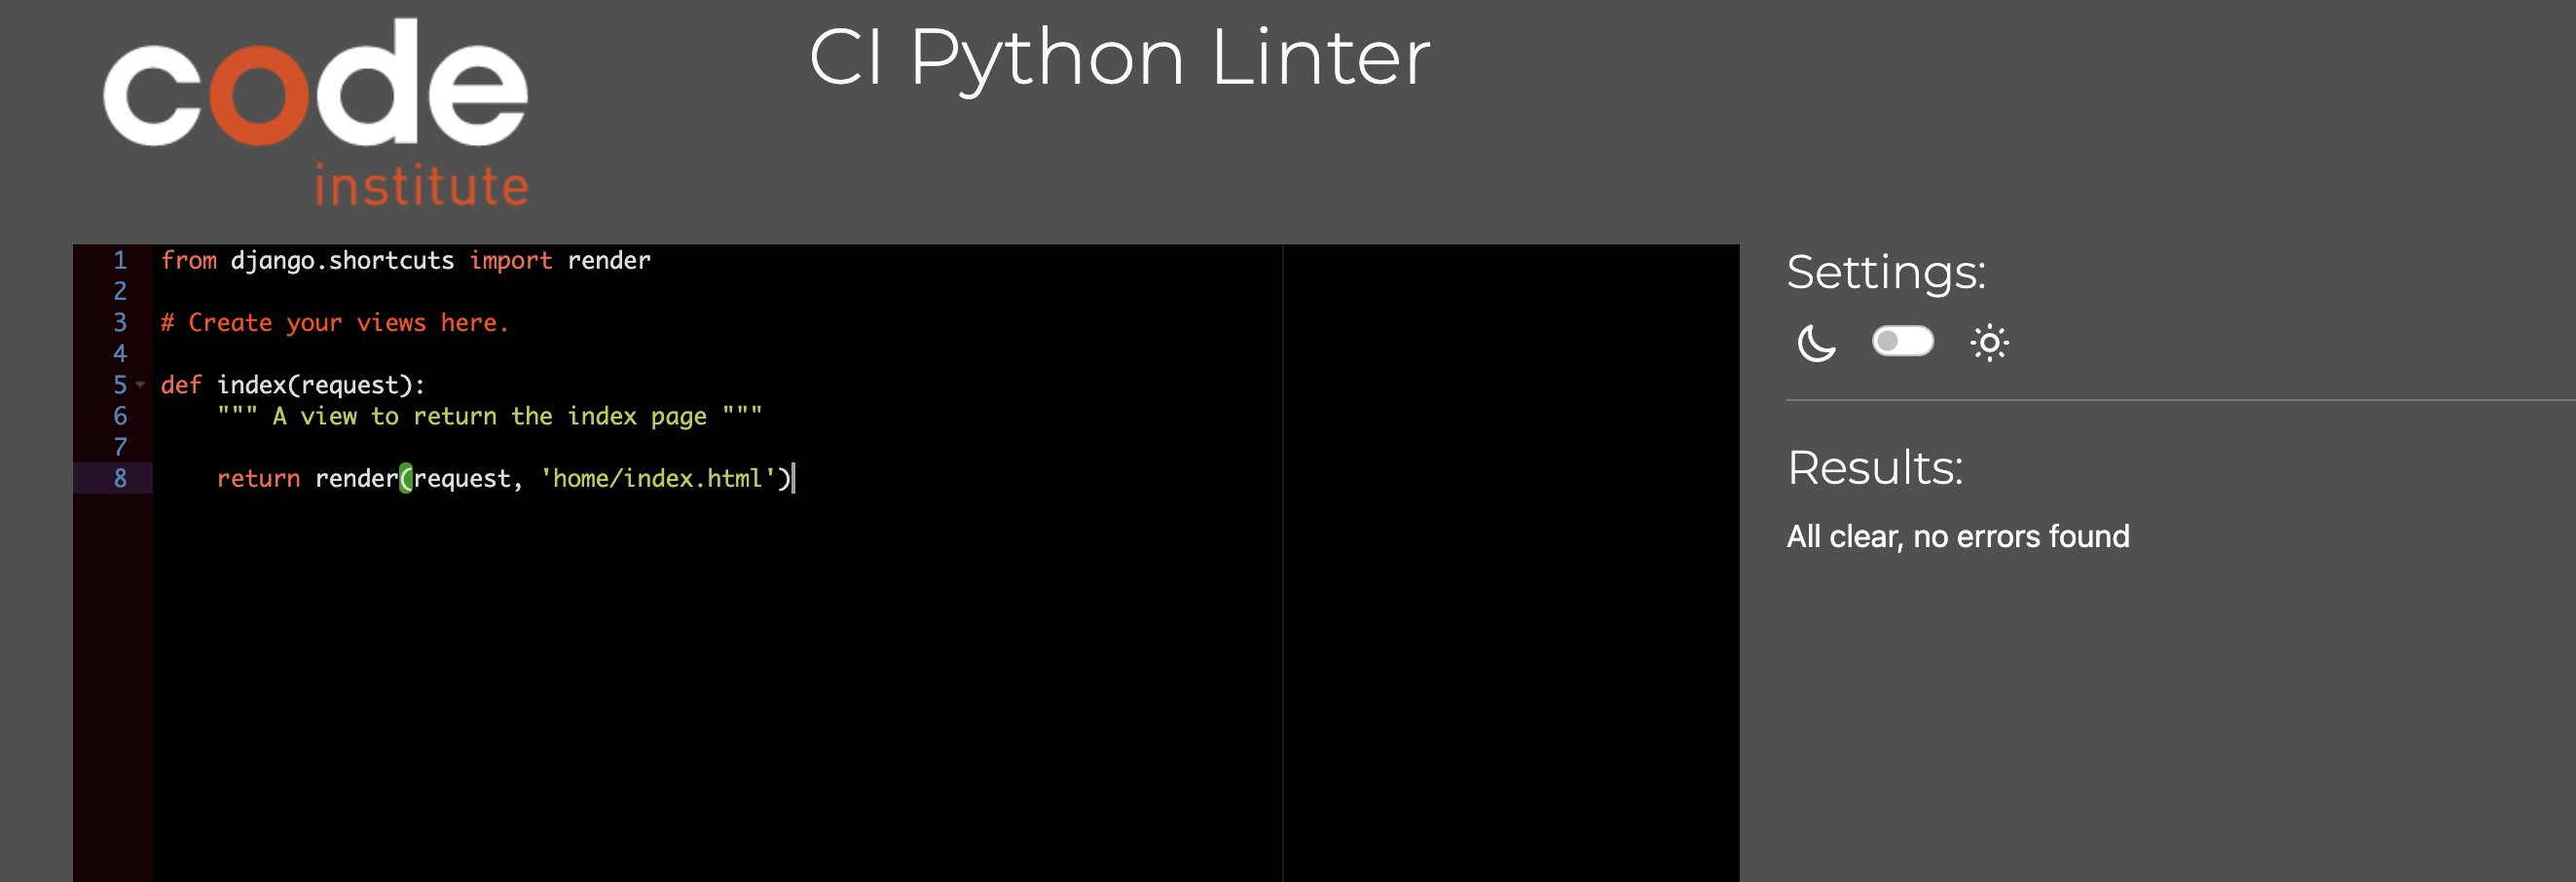 code
institute
CI Python Linter
1 from django.shortcuts import render
2
3 # Create your views here.
4
5 def index(request):
6     """ A view to return the index page """
7
8     return render(request, 'home/index.html')
Settings:
Results:
All clear, no errors found